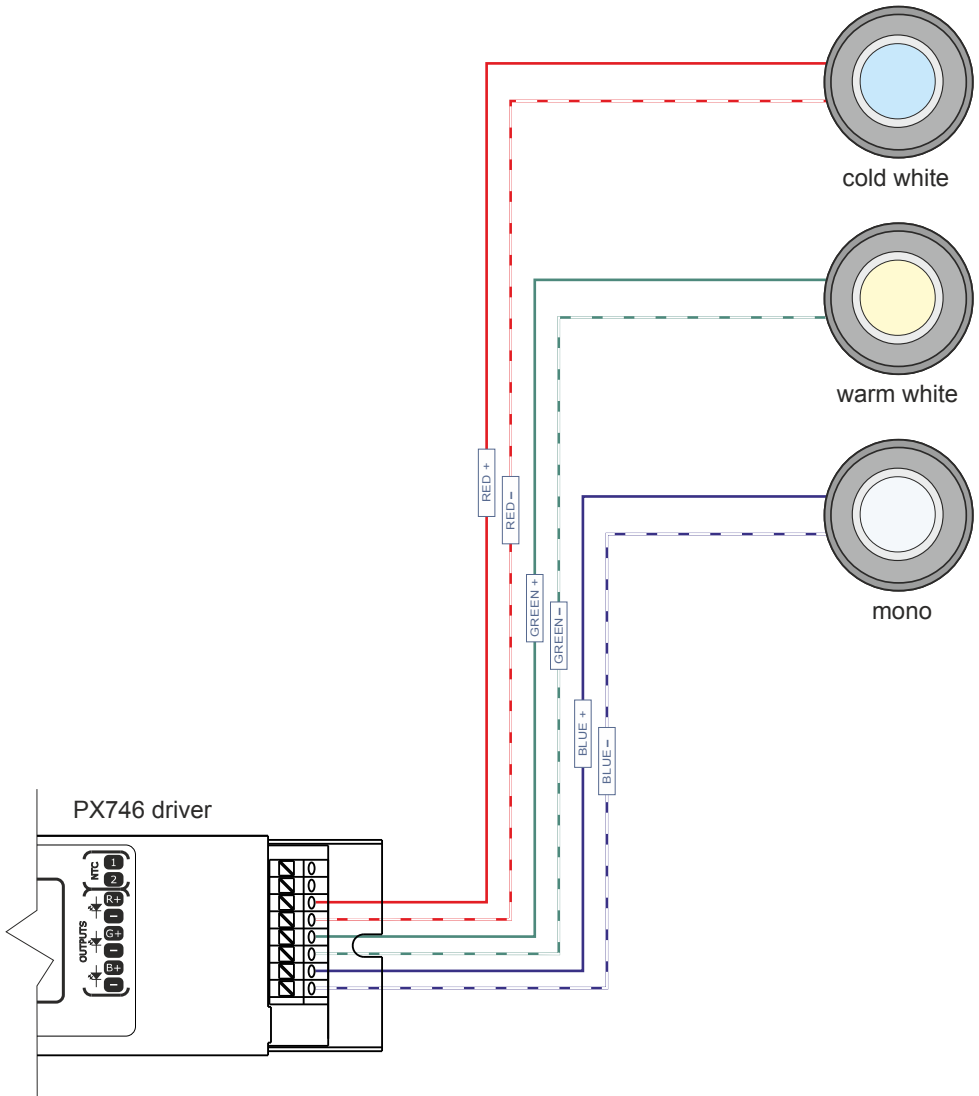 cold white
warm white
mono
RED +
RED –
GREEN +
GREEN –
BLUE +
BLUE –
PX746 driver
NTC
1
2
OUTPUTS
R+
–
G+
–
B+
–